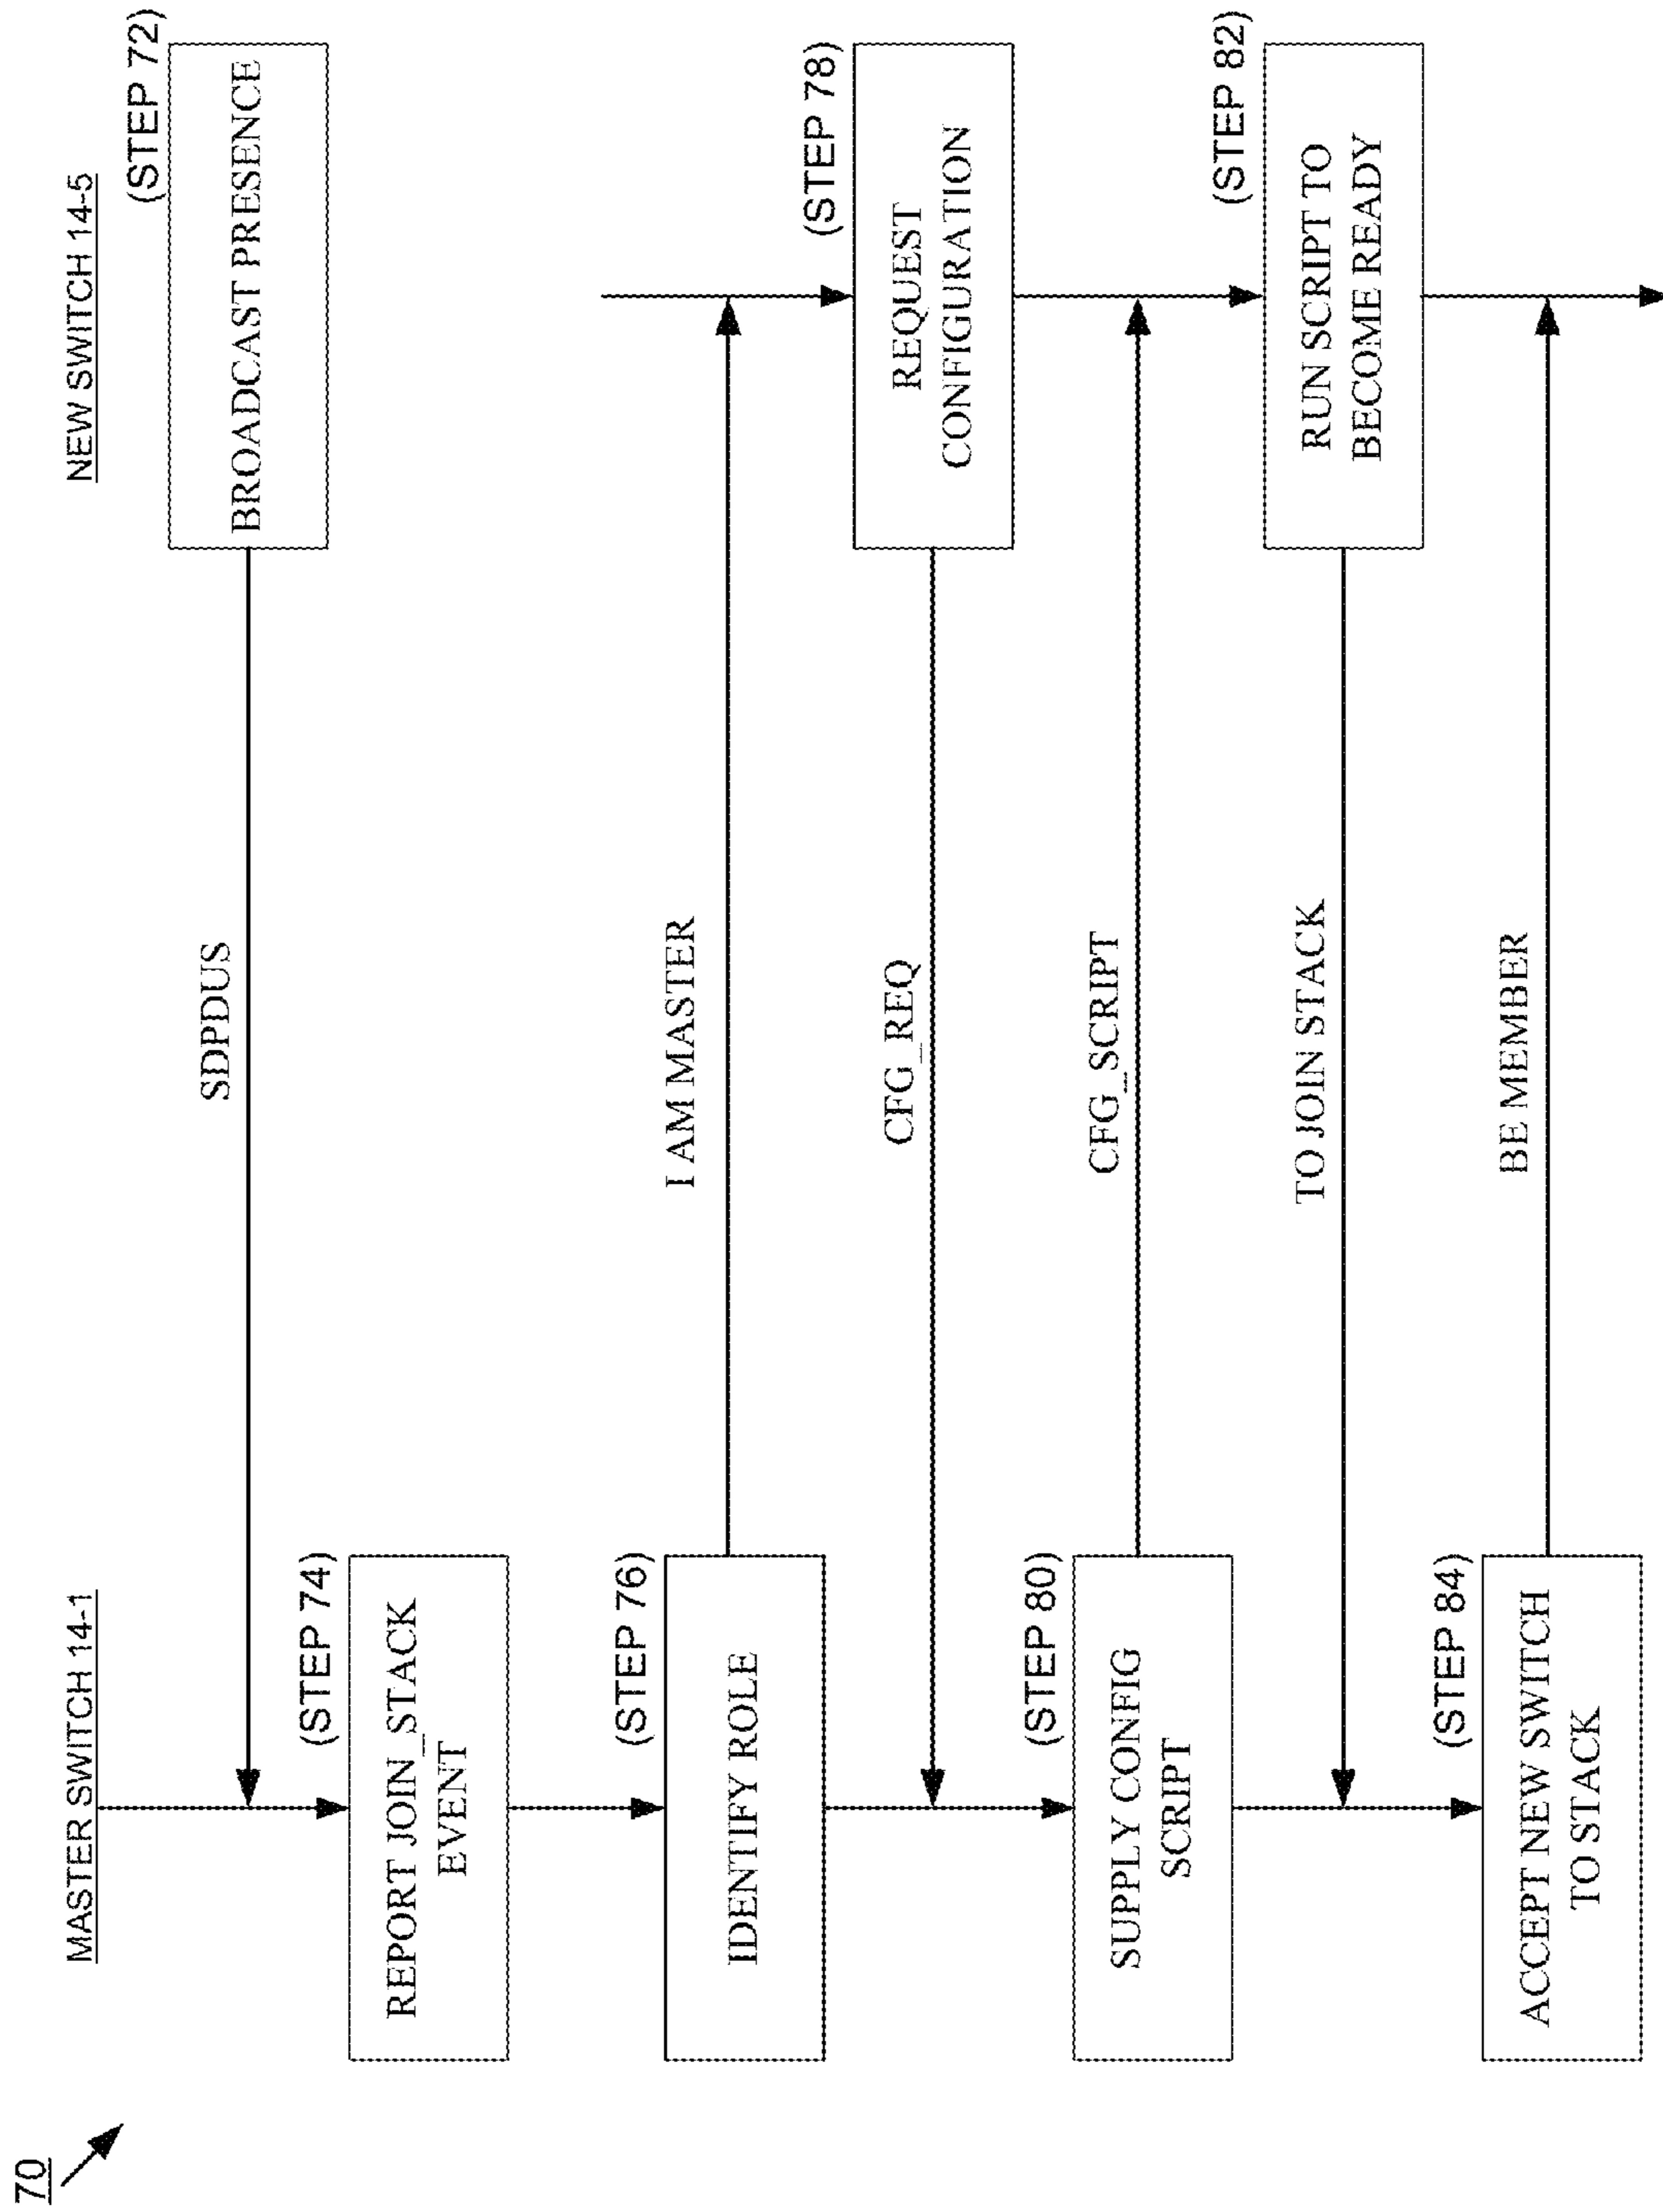 70
MASTER SWITCH 14-1
NEW SWITCH 14-5
(STEP 72)
BROADCAST PRESENCE
SDPDUS
(STEP 74)
REPORT JOIN_STACK
EVENT
(STEP 76)
IDENTIFY ROLE
I AM MASTER
(STEP 78)
REQUEST
CONFIGURATION
CFG_REQ
(STEP 80)
SUPPLY CONFIG
SCRIPT
CFG_SCRIPT
(STEP 82)
RUN SCRIPT TO
BECOME READY
TO JOIN STACK
(STEP 84)
ACCEPT NEW SWITCH
TO STACK
BE MEMBER